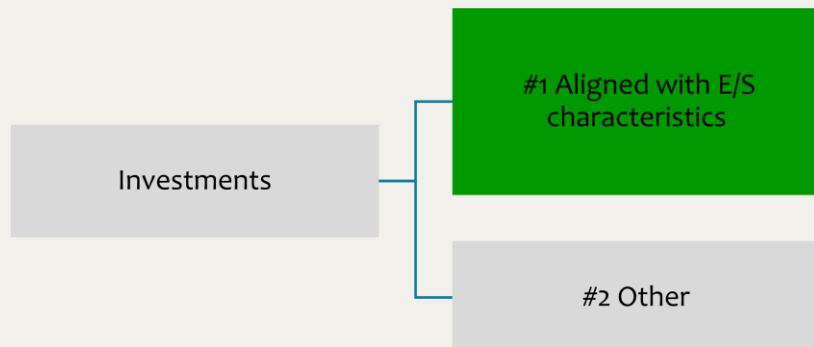 #1 Aligned with E/S
characteristics
Investments
#2 Other